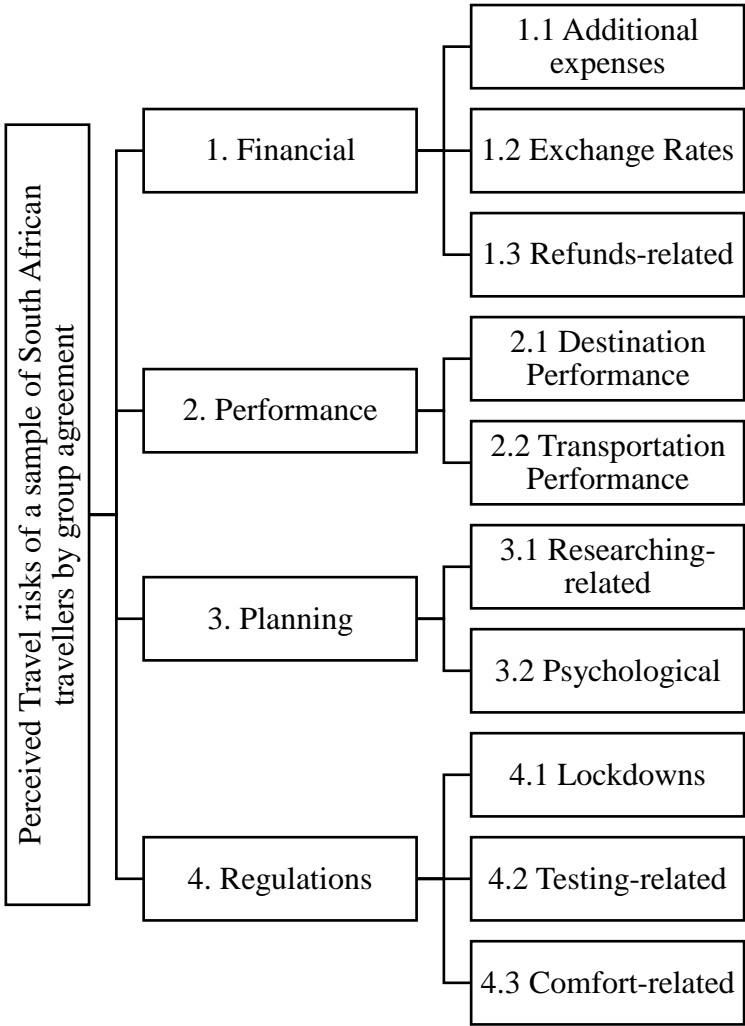 Perceived Travel risks of a sample of South African
travellers by group agreement
1. Financial
1.1 Additional
expenses
1.2 Exchange Rates
1.3 Refunds-related
2. Performance
2.1 Destination
Performance
2.2 Transportation
Performance
3. Planning
3.1 Researching-
related
3.2 Psychological
4. Regulations
4.1 Lockdowns
4.2 Testing-related
4.3 Comfort-related